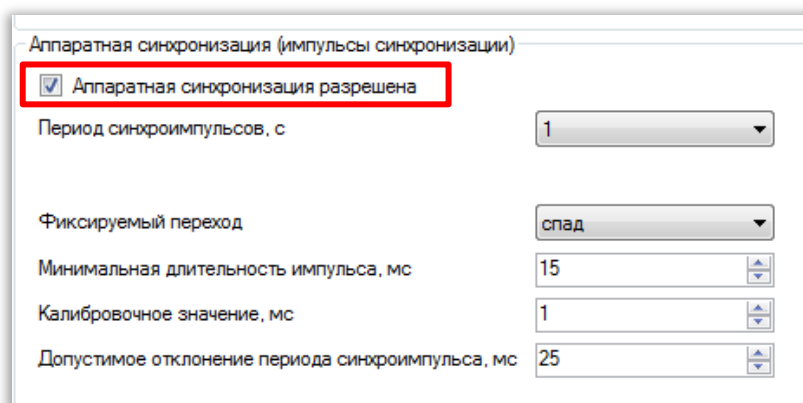 Аппаратная синхронизация (импульсы синхронизации)
Аппаратная синхронизация разрешена
Период синхроимпульсов, с 1
Фиксируемый переход спад
Минимальная длительность импульса, мс 15
Калибровочное значение, мс 1
Допустимое отклонение периода синхроимпульса, мс 25